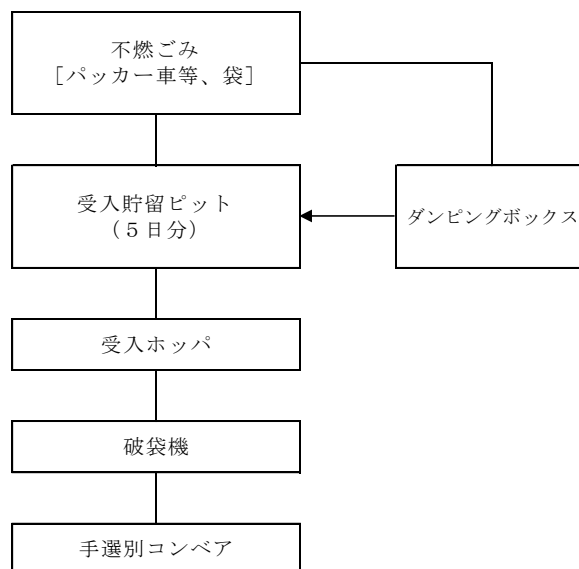 不燃ごみ
［パッカー車等、袋］
受入貯留ピット
（５日分）
ダンピングボックス
受入ホッパ
破袋機
手選別コンベア